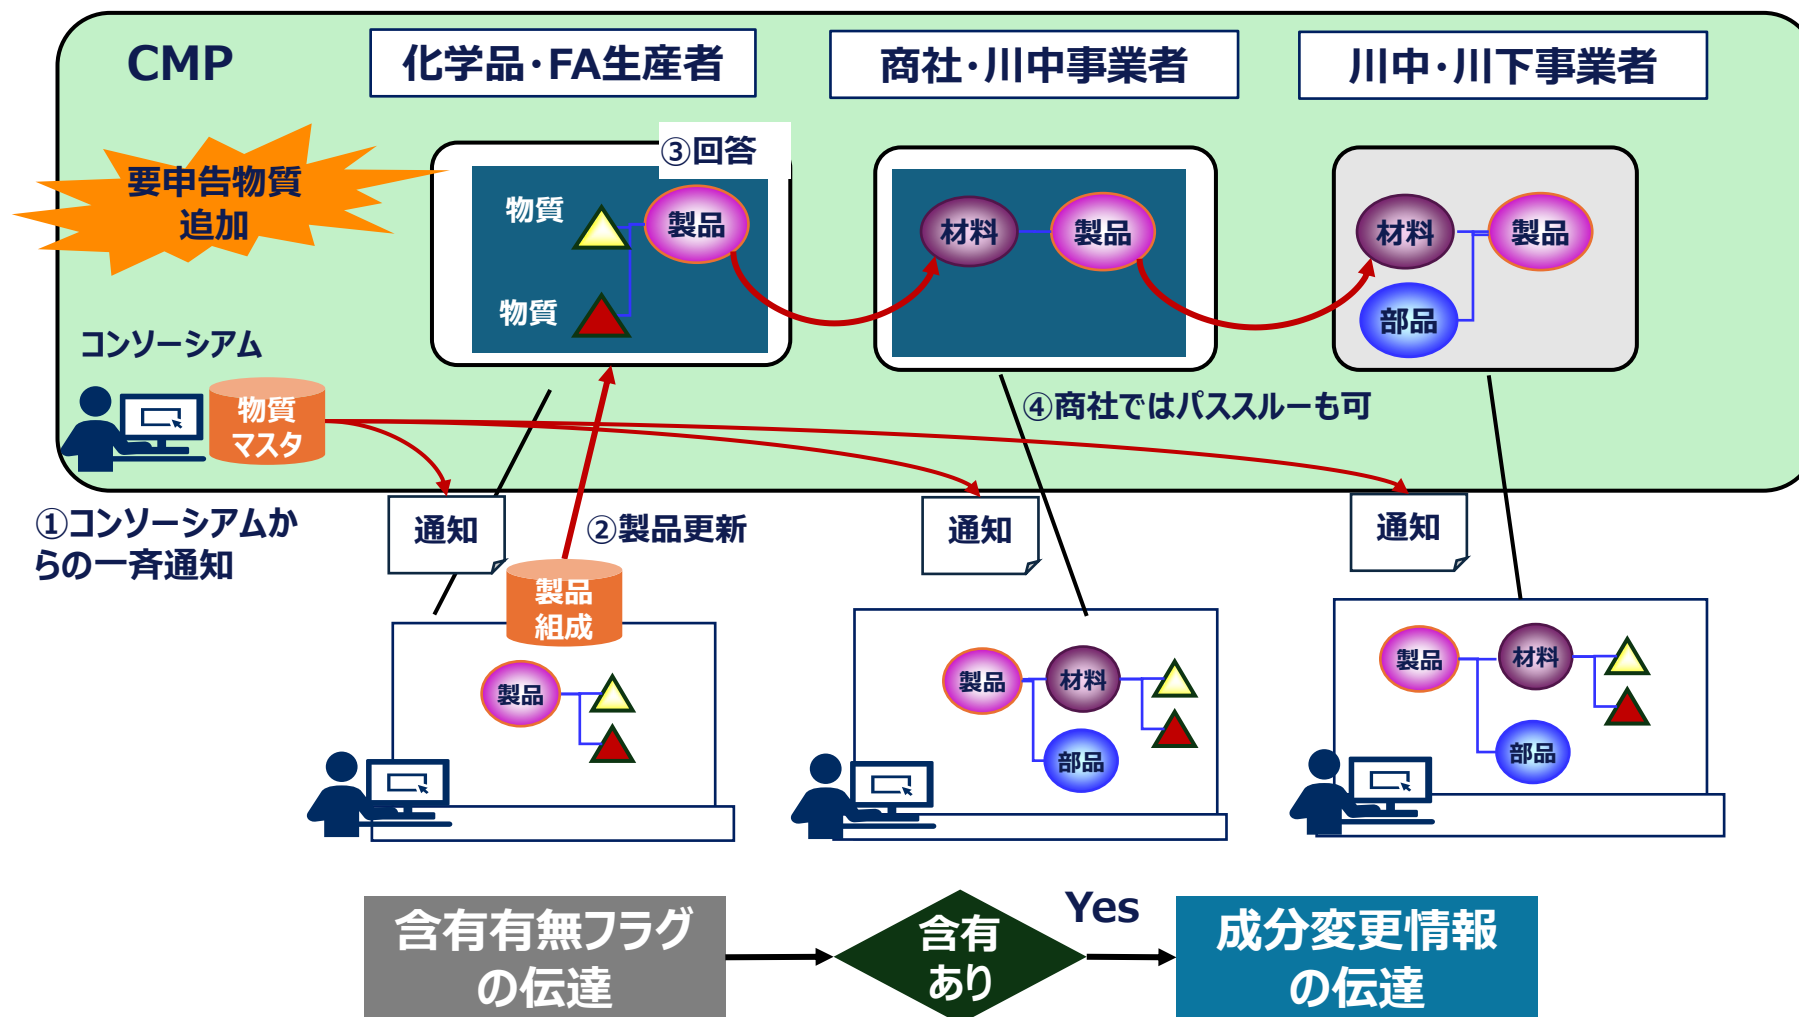 CMP
化学品・FA生産者
商社・川中事業者
川中・川下事業者
要申告物質
追加
③回答
物質
製品
物質
材料
製品
材料
製品
部品
コンソーシアム
物質
マスタ
④商社ではパススルーも可
①コンソーシアムか
らの一斉通知
通知
②製品更新
通知
通知
製品
組成
製品
製品
材料
部品
製品
材料
部品
含有有無フラグ
の伝達
含有
あり
Yes
成分変更情報
の伝達